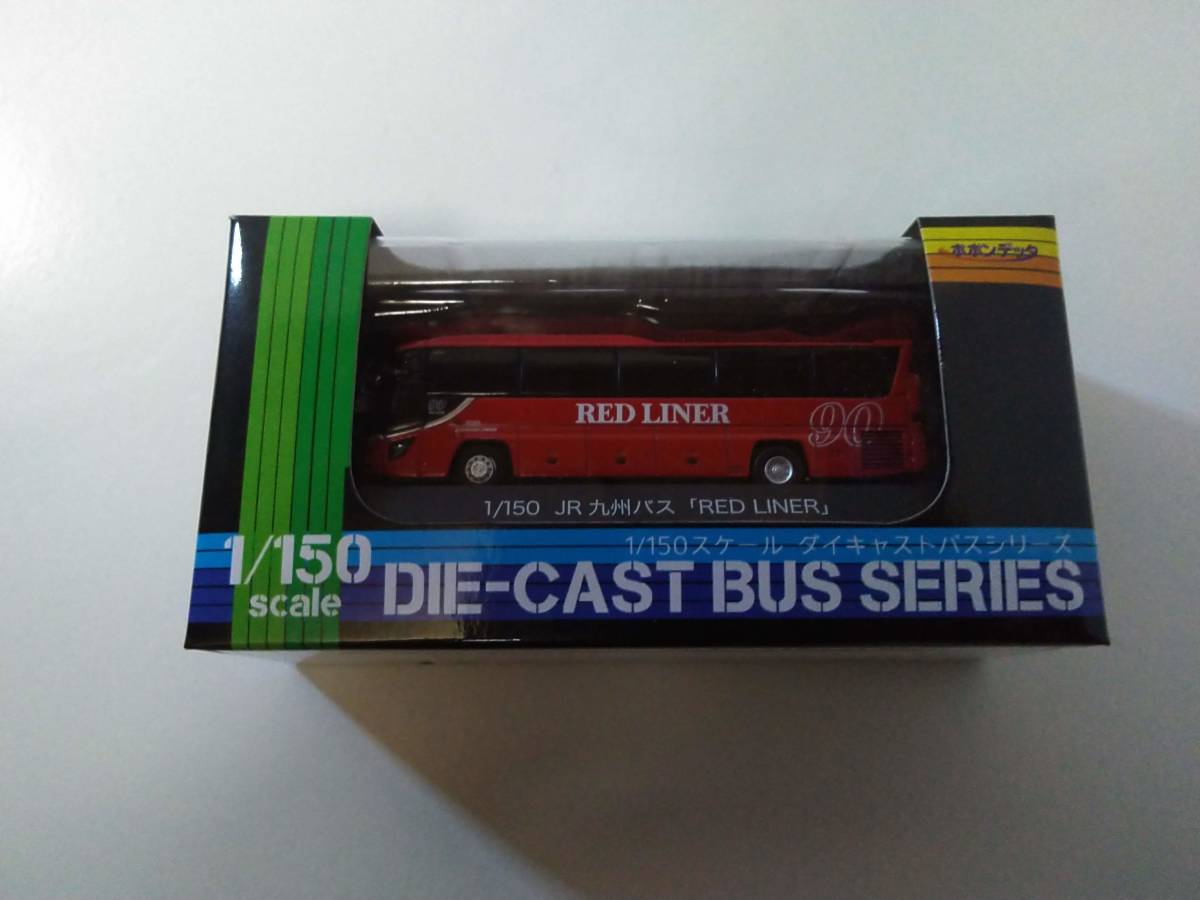 ポポンデッタ
RED LINER
90
1/150 JR 九州バス「RED LINER」
1/150スケール ダイキャストバスシリーズ
1/150
scale
DIE-CAST BUS SERIES